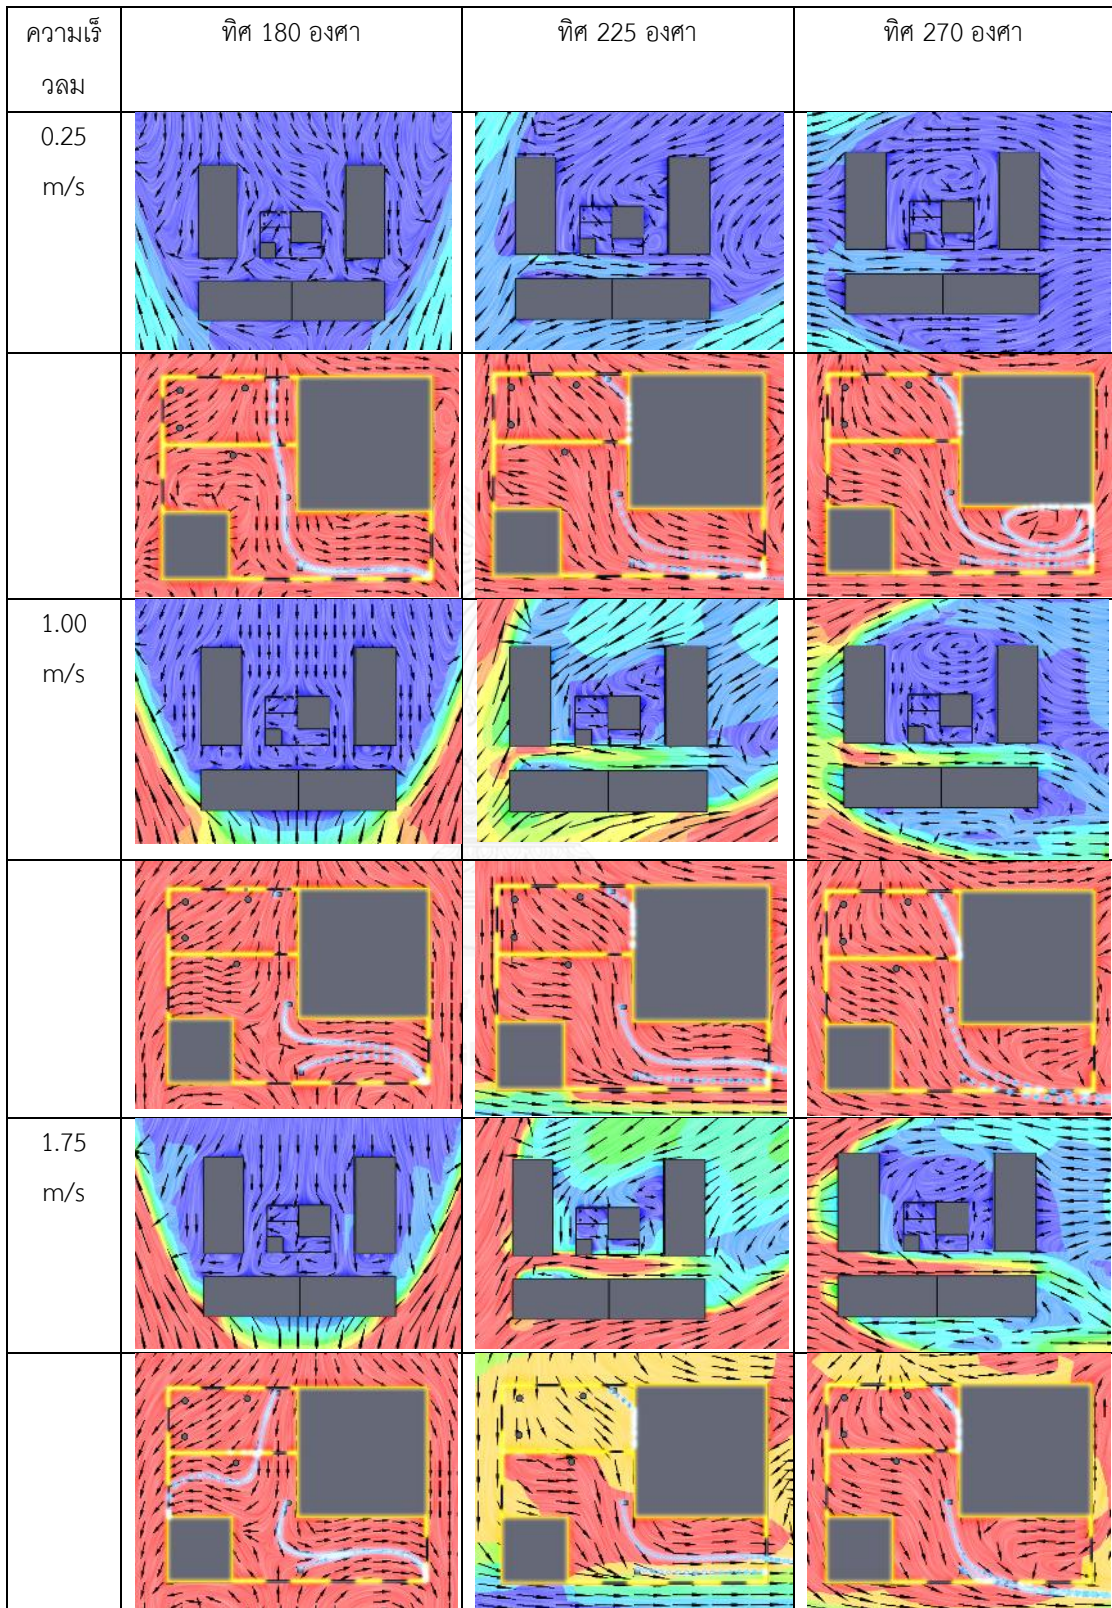 ความเร็วลม ทิศ 180 องศา ทิศ 225 องศา ทิศ 270 องศา
0.25
m/s
1.00
m/s
1.75
m/s